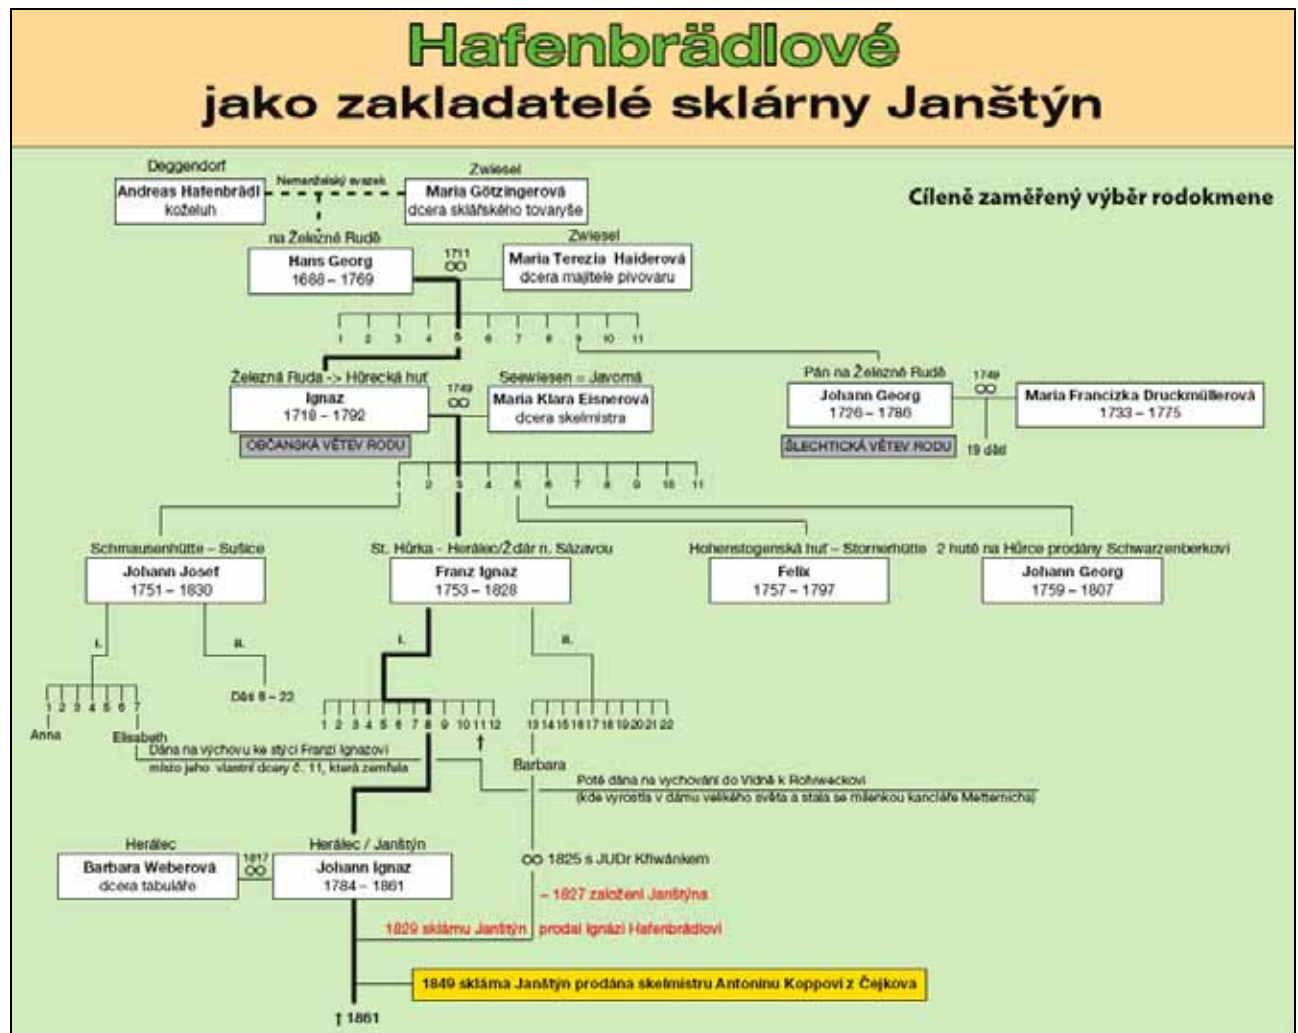 Hafenbrädlové
jako zakladatelé sklárny Janštýn
Cíleně zaměřený výběr rodokmene
Deggendorf
Andreas Hafenbrädl
koželuh
Nemanželský svazek
Zwiesel
Maria Götzingerová
dcera sklářského tovaryše
na Železné Rudě
Hans Georg
1688 – 1769
1711
Zwiesel
Maria Terezia Haiderová
dcera majitele pivovaru
1 2 3 4 5 6 7 8 9 10 11
Železná Ruda -> Hůrecká huť
Ignaz
1718 – 1792
OBČANSKÁ VĚTEV RODU
1749
Seewiesen = Javorná
Maria Klara Eisnerová
dcera skelmistra
Pán na Železné Rudě
Johann Georg
1726 – 1786
ŠLECHTICKÁ VĚTEV RODU
1749
19 dětí
Maria Francizka Druckmüllerová
1733 – 1775
1 2 3 4 5 6 7 8 9 10 11
Schmausenhütte – Sušice
Johann Josef
1751 – 1830
St. Hůrka - Herálec/Žďár n. Sázavou
Franz Ignaz
1753 – 1828
Hohenstogenská huť – Stornerhütte
Felix
1757 – 1797
2 hutě na Hůrce prodány Schwarzenberkovi
Johann Georg
1759 – 1807
I. II.
I. II.
Děti 8 – 22
1 2 3 4 5 6 7
1 2 3 4 5 6 7 8 9 10 11 12
13 14 15 16 17 18 19 20 21 22
Anna
Elisabeth
Dána na výchovu ke strýci Franzi Ignazovi
místo jeho vlastní dcery č. 11, která zemřela
†
Barbara
Poté dána na vychování do Vídně k Rohrweckovi
(kde vyrostla v dámu velikého světa a stala se milenkou kancléře Metternicha)
Herálec
Barbara Weberová
dcera tabuláře
1817
Herálec / Janštýn
Johann Ignaz
1784 – 1861
1825 s JUDr Křiwánkem
– 1827 založení Janštýna
1829 sklárnu Janštýn prodal Ignázi Hafenbrädlovi
1849 sklárna Janštýn prodána skelmistru Antonínu Koppovi z Čejkova
† 1861